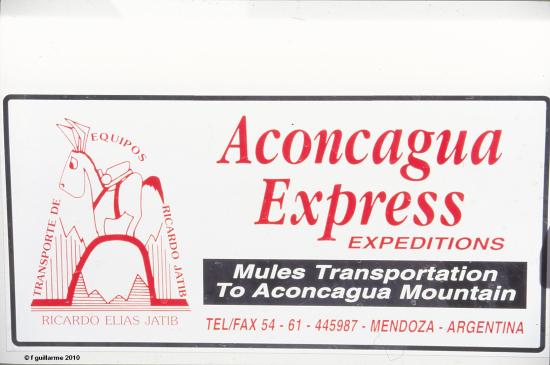 TRANSPORTE DE EQUIPOS RICARDO JATIB
RICARDO ELIAS JATIB
Aconcagua
Express
EXPEDITIONS
Mules Transportation
To Aconcagua Mountain
TEL/FAX 54 - 61 - 445987 - MENDOZA - ARGENTINA
© f guillarme 2010